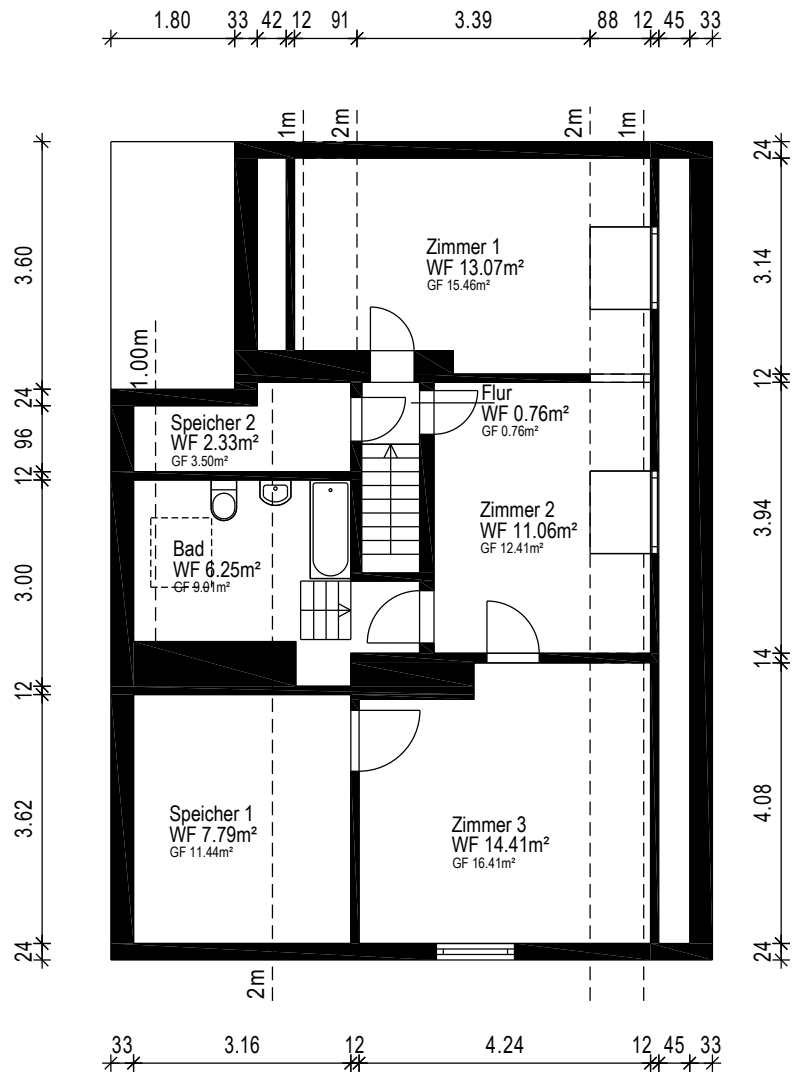 1.80 33 42 12 91 3.39 88 12 45 33
1m
2m
2m
1m
24
3.60
3.14
Zimmer 1
WF 13.07m²
GF 15.46m²
1.00m
12
24
Flur
WF 0.76m²
GF 0.76m²
Speicher 2
WF 2.33m²
GF 3.50m²
96
12
Zimmer 2
WF 11.06m²
GF 12.41m²
3.94
Bad
WF 6.25m²
GF 9.01m²
3.00
14
12
Speicher 1
WF 7.79m²
GF 11.44m²
Zimmer 3
WF 14.41m²
GF 16.41m²
3.62
4.08
24
24
2m
33 3.16 12 4.24 12 45 33